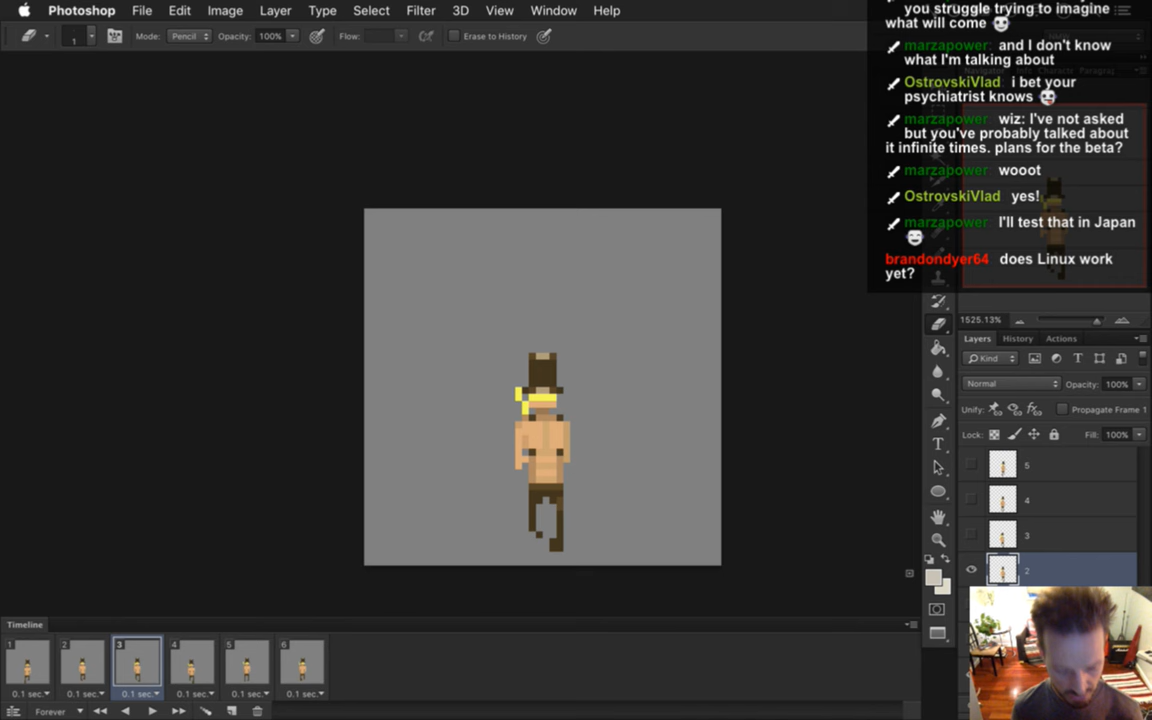 Photoshop File Edit Image Layer Type Select Filter 3D View Window Help
1 Mode: Pencil Opacity: 100% Flow: Erase to History
you struggle trying to imagine
what will come
marzapower: and I don't know
what I'm talking about
OstrovskiVlad: i bet your
psychiatrist knows
marzapower: wiz: I've not asked
but you've probably talked about
it infinite times. plans for the beta?
marzapower: wooot
OstrovskiVlad: yes!
marzapower: I'll test that in Japan
brandondyer64: does Linux work
yet?
1525.13%
Layers History Actions
Kind
Normal Opacity: 100%
Unify: Propagate Frame 1
Lock: Fill: 100%
5
4
3
2
Timeline
1 2 3 4 5 6
0.1 sec. 0.1 sec. 0.1 sec. 0.1 sec. 0.1 sec. 0.1 sec.
Forever